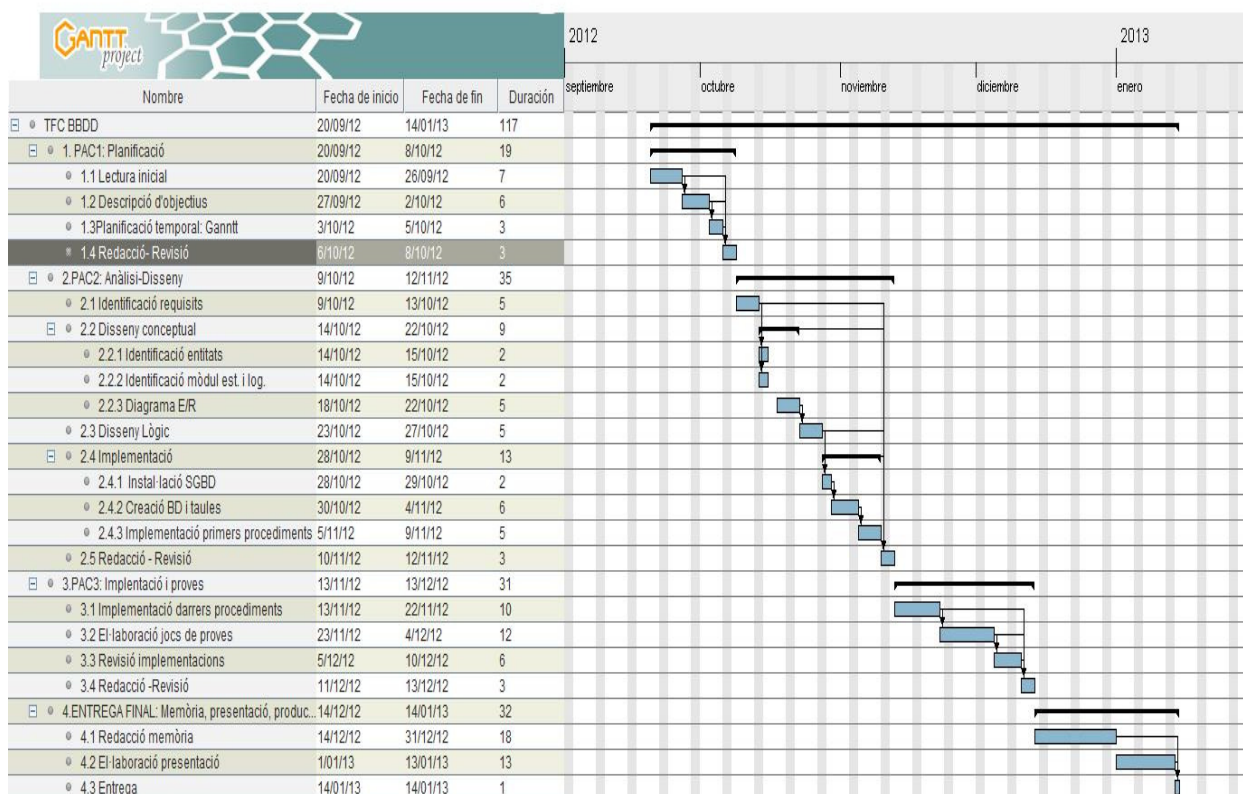 GANTT
project
2012 2013
Nombre Fecha de inicio Fecha de fin Duración septiembre octubre noviembre diciembre enero
TFC BBDD 20/09/12 14/01/13 117
1. PAC1: Planificació 20/09/12 8/10/12 19
1.1 Lectura inicial 20/09/12 26/09/12 7
1.2 Descripció d'objectius 27/09/12 2/10/12 6
1.3Planificació temporal: Ganntt 3/10/12 5/10/12 3
1.4 Redacció- Revisió 6/10/12 8/10/12 3
2.PAC2: Anàlisi-Disseny 9/10/12 12/11/12 35
2.1 Identificació requisits 9/10/12 13/10/12 5
2.2 Disseny conceptual 14/10/12 22/10/12 9
2.2.1 Identificació entitats 14/10/12 15/10/12 2
2.2.2 Identificació mòdul est. i log. 14/10/12 15/10/12 2
2.2.3 Diagrama E/R 18/10/12 22/10/12 5
2.3 Disseny Lògic 23/10/12 27/10/12 5
2.4 Implementació 28/10/12 9/11/12 13
2.4.1 Instal·lació SGBD 28/10/12 29/10/12 2
2.4.2 Creació BD i taules 30/10/12 4/11/12 6
2.4.3 Implementació primers procediments 5/11/12 9/11/12 5
2.5 Redacció - Revisió 10/11/12 12/11/12 3
3.PAC3: Implentació i proves 13/11/12 13/12/12 31
3.1 Implementació darrers procediments 13/11/12 22/11/12 10
3.2 El·laboració jocs de proves 23/11/12 4/12/12 12
3.3 Revisió implementacions 5/12/12 10/12/12 6
3.4 Redacció -Revisió 11/12/12 13/12/12 3
4.ENTREGA FINAL: Memòria, presentació, produc... 14/12/12 14/01/13 32
4.1 Redacció memòria 14/12/12 31/12/12 18
4.2 El·laboració presentació 1/01/13 13/01/13 13
4.3 Entrega 14/01/13 14/01/13 1